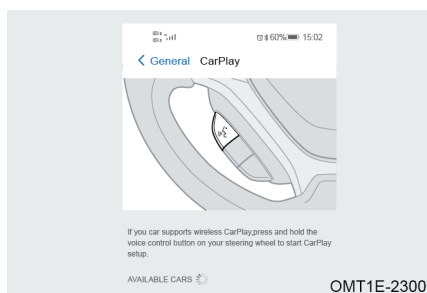 60% 15:02
General CarPlay
If you car supports wireless CarPlay,press and hold the
voice control button on your steering wheel to start CarPlay
setup.
AVAILABLE CARS
OMT1E-2300